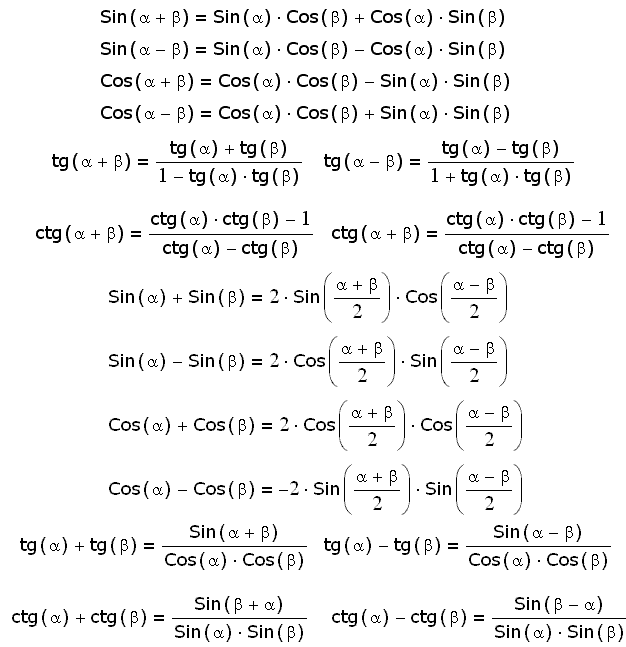 Sin(α + β) = Sin(α) · Cos(β) + Cos(α) · Sin(β)
Sin(α − β) = Sin(α) · Cos(β) − Cos(α) · Sin(β)
Cos(α + β) = Cos(α) · Cos(β) − Sin(α) · Sin(β)
Cos(α − β) = Cos(α) · Cos(β) + Sin(α) · Sin(β)
tg(α + β) = (tg(α) + tg(β)) / (1 − tg(α) · tg(β))    tg(α − β) = (tg(α) − tg(β)) / (1 + tg(α) · tg(β))
ctg(α + β) = (ctg(α) · ctg(β) − 1) / (ctg(α) − ctg(β))    ctg(α + β) = (ctg(α) · ctg(β) − 1) / (ctg(α) − ctg(β))
Sin(α) + Sin(β) = 2 · Sin((α + β) / 2) · Cos((α − β) / 2)
Sin(α) − Sin(β) = 2 · Cos((α + β) / 2) · Sin((α − β) / 2)
Cos(α) + Cos(β) = 2 · Cos((α + β) / 2) · Cos((α − β) / 2)
Cos(α) − Cos(β) = −2 · Sin((α + β) / 2) · Sin((α − β) / 2)
tg(α) + tg(β) = Sin(α + β) / (Cos(α) · Cos(β))    tg(α) − tg(β) = Sin(α − β) / (Cos(α) · Cos(β))
ctg(α) + ctg(β) = Sin(β + α) / (Sin(α) · Sin(β))    ctg(α) − ctg(β) = Sin(β − α) / (Sin(α) · Sin(β))